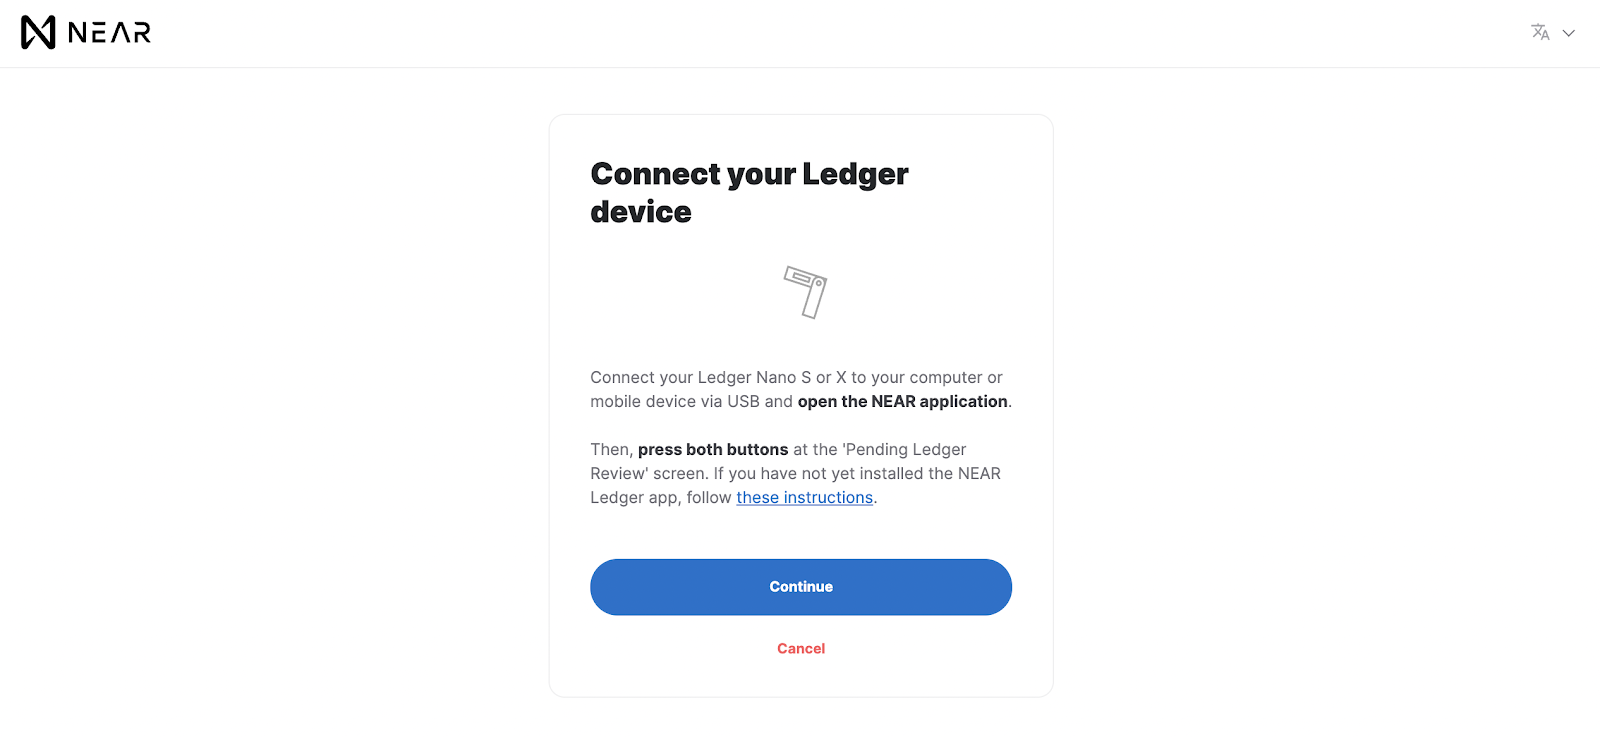 NEAR
Connect your Ledger
device
Connect your Ledger Nano S or X to your computer or
mobile device via USB and open the NEAR application.
Then, press both buttons at the 'Pending Ledger
Review' screen. If you have not yet installed the NEAR
Ledger app, follow these instructions.
Continue
Cancel